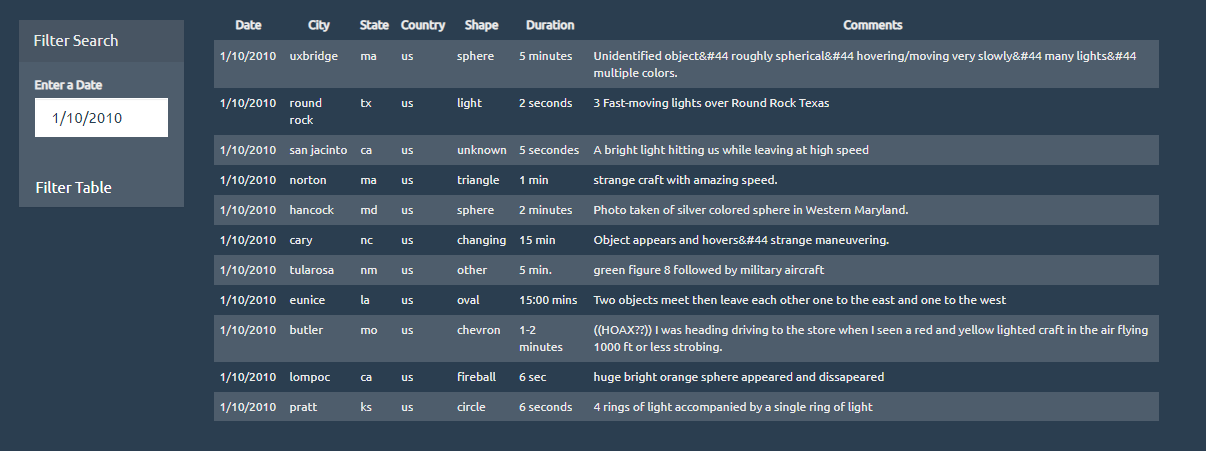 Filter Search
Enter a Date
1/10/2010
Filter Table
Date City State Country Shape Duration Comments
1/10/2010 uxbridge ma us sphere 5 minutes Unidentified object&#44 roughly spherical&#44 hovering/moving very slowly&#44 many lights&#44
multiple colors.
1/10/2010 round tx us light 2 seconds 3 Fast-moving lights over Round Rock Texas
rock
1/10/2010 san jacinto ca us unknown 5 secondes A bright light hitting us while leaving at high speed
1/10/2010 norton ma us triangle 1 min strange craft with amazing speed.
1/10/2010 hancock md us sphere 2 minutes Photo taken of silver colored sphere in Western Maryland.
1/10/2010 cary nc us changing 15 min Object appears and hovers&#44 strange maneuvering.
1/10/2010 tularosa nm us other 5 min. green figure 8 followed by military aircraft
1/10/2010 eunice la us oval 15:00 mins Two objects meet then leave each other one to the east and one to the west
1/10/2010 butler mo us chevron 1-2 ((HOAX??)) I was heading driving to the store when I seen a red and yellow lighted craft in the air flying
minutes 1000 ft or less strobing.
1/10/2010 lompoc ca us fireball 6 sec huge bright orange sphere appeared and dissapeared
1/10/2010 pratt ks us circle 6 seconds 4 rings of light accompanied by a single ring of light